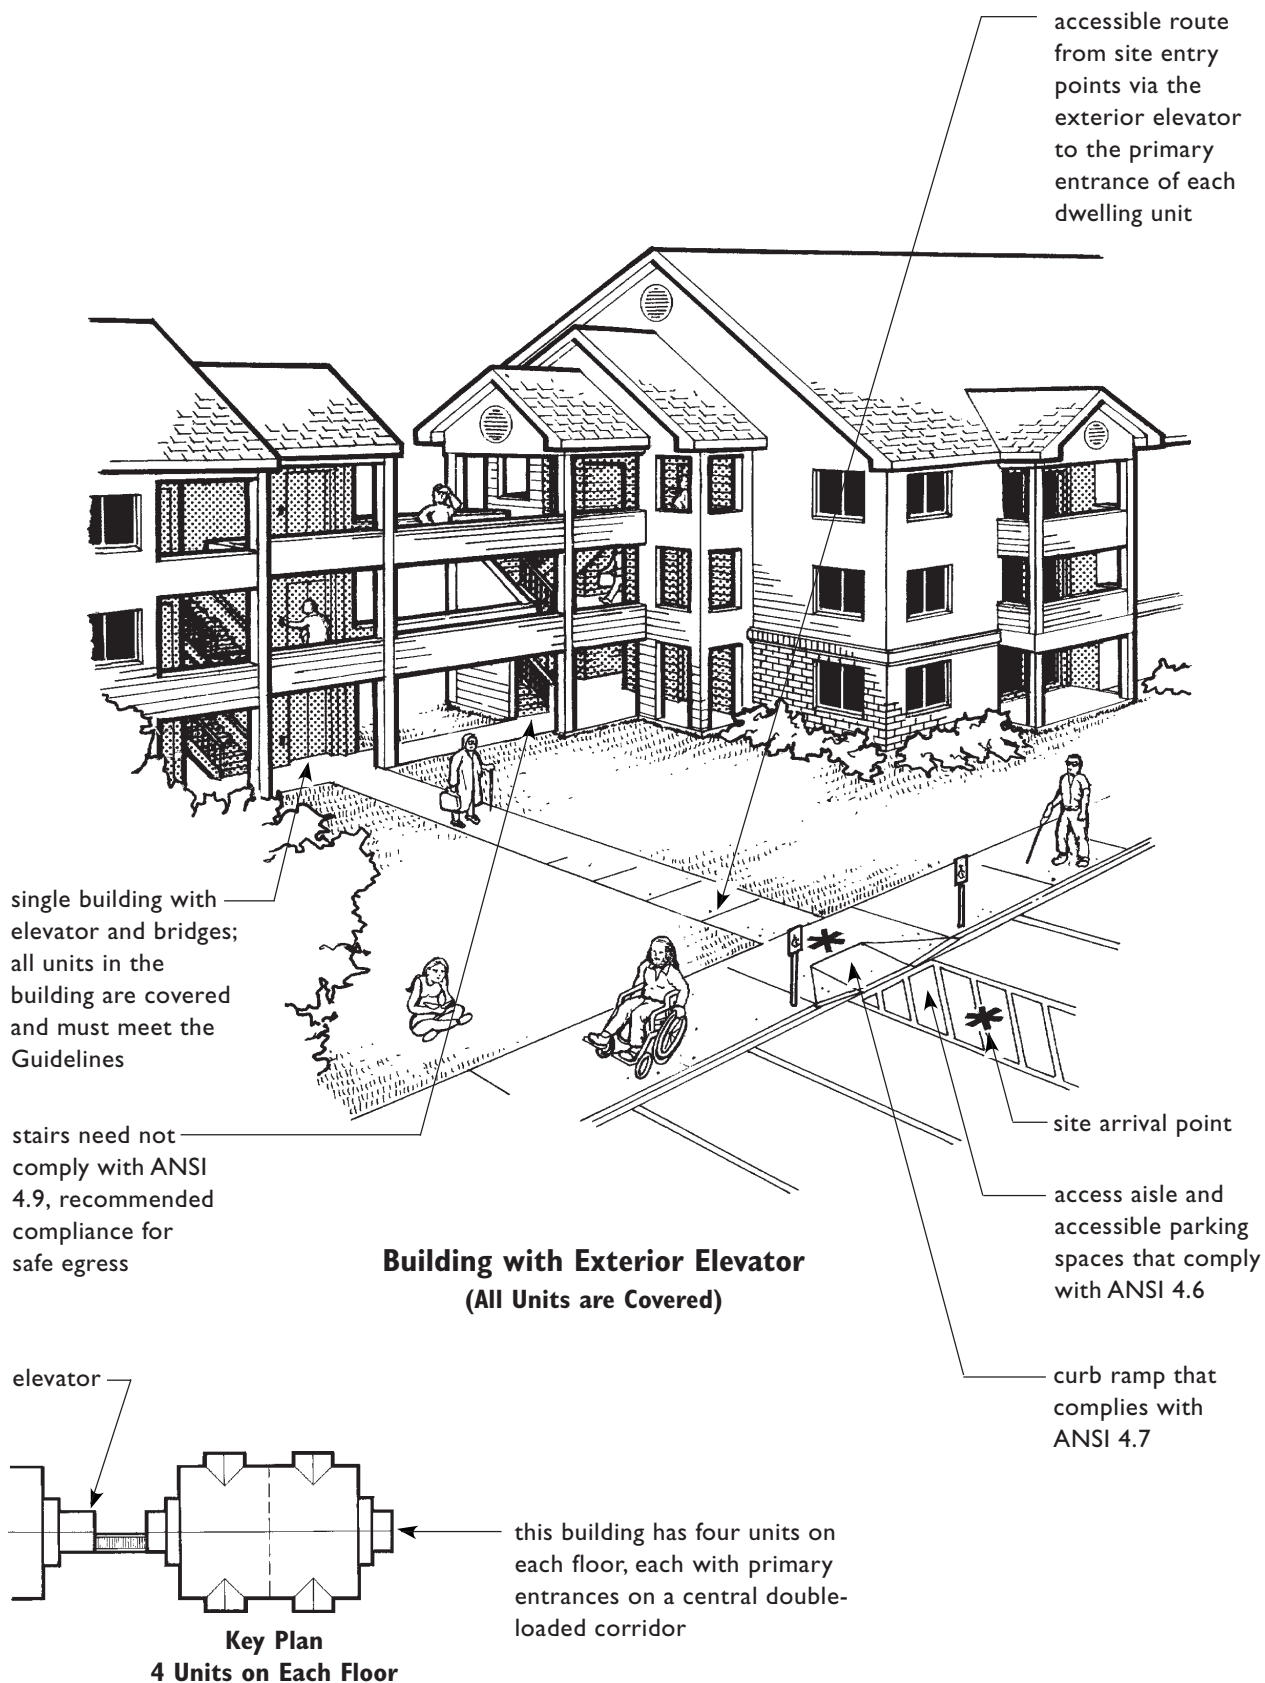 accessible route
from site entry
points via the
exterior elevator
to the primary
entrance of each
dwelling unit
single building with
elevator and bridges;
all units in the
building are covered
and must meet the
Guidelines
stairs need not
comply with ANSI
4.9, recommended
compliance for
safe egress
site arrival point
access aisle and
accessible parking
spaces that comply
with ANSI 4.6
curb ramp that
complies with
ANSI 4.7
Building with Exterior Elevator
(All Units are Covered)
elevator
this building has four units on
each floor, each with primary
entrances on a central double-
loaded corridor
Key Plan
4 Units on Each Floor